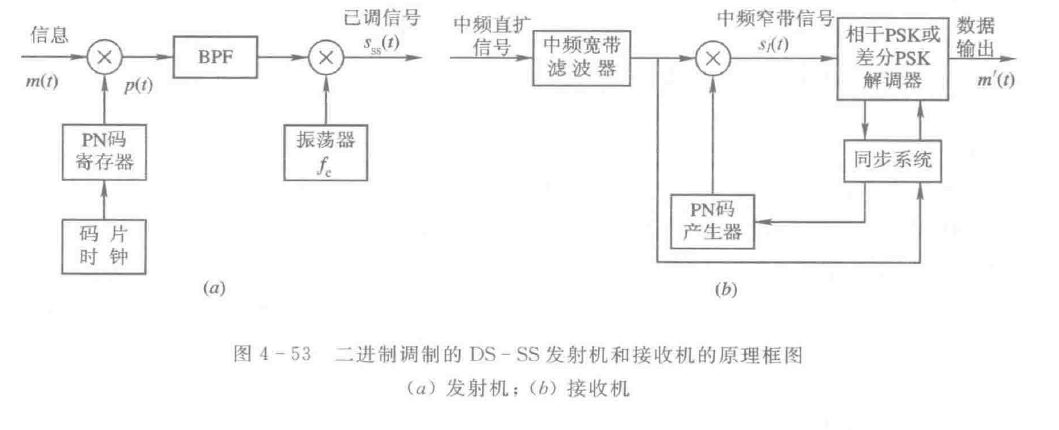 信息
m(t)
p(t)
BPF
已调信号
s_ss(t)
PN码
寄存器
码 片
时 钟
振荡器
f_c
(a)
中频直扩
信号
中频宽带
滤波器
中频窄带信号
s_I(t)
相干PSK或
差分PSK
解调器
数据
输出
m′(t)
同步系统
PN码
产生器
(b)
图 4-53 二进制调制的 DS-SS 发射机和接收机的原理框图
(a) 发射机; (b) 接收机